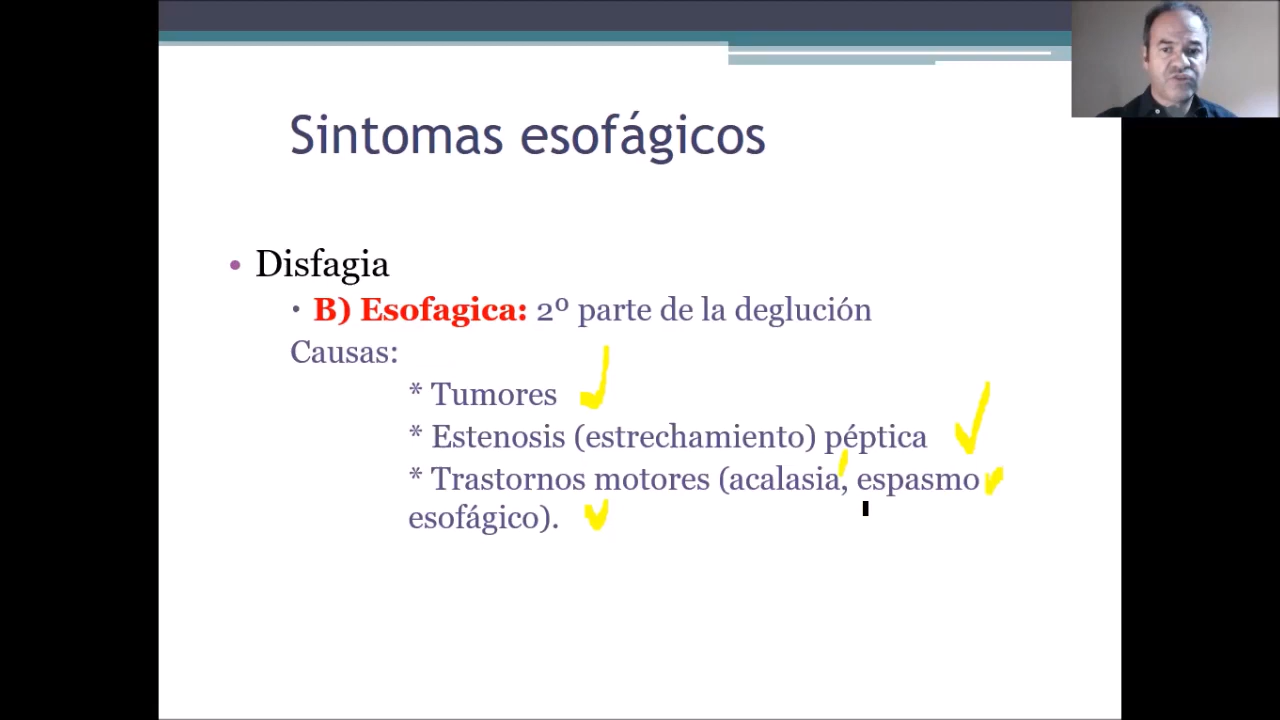 Sintomas esofágicos
• Disfagia
• B) Esofagica: 2º parte de la deglución
Causas:
* Tumores
* Estenosis (estrechamiento) péptica
* Trastornos motores (acalasia, espasmo
esofágico).